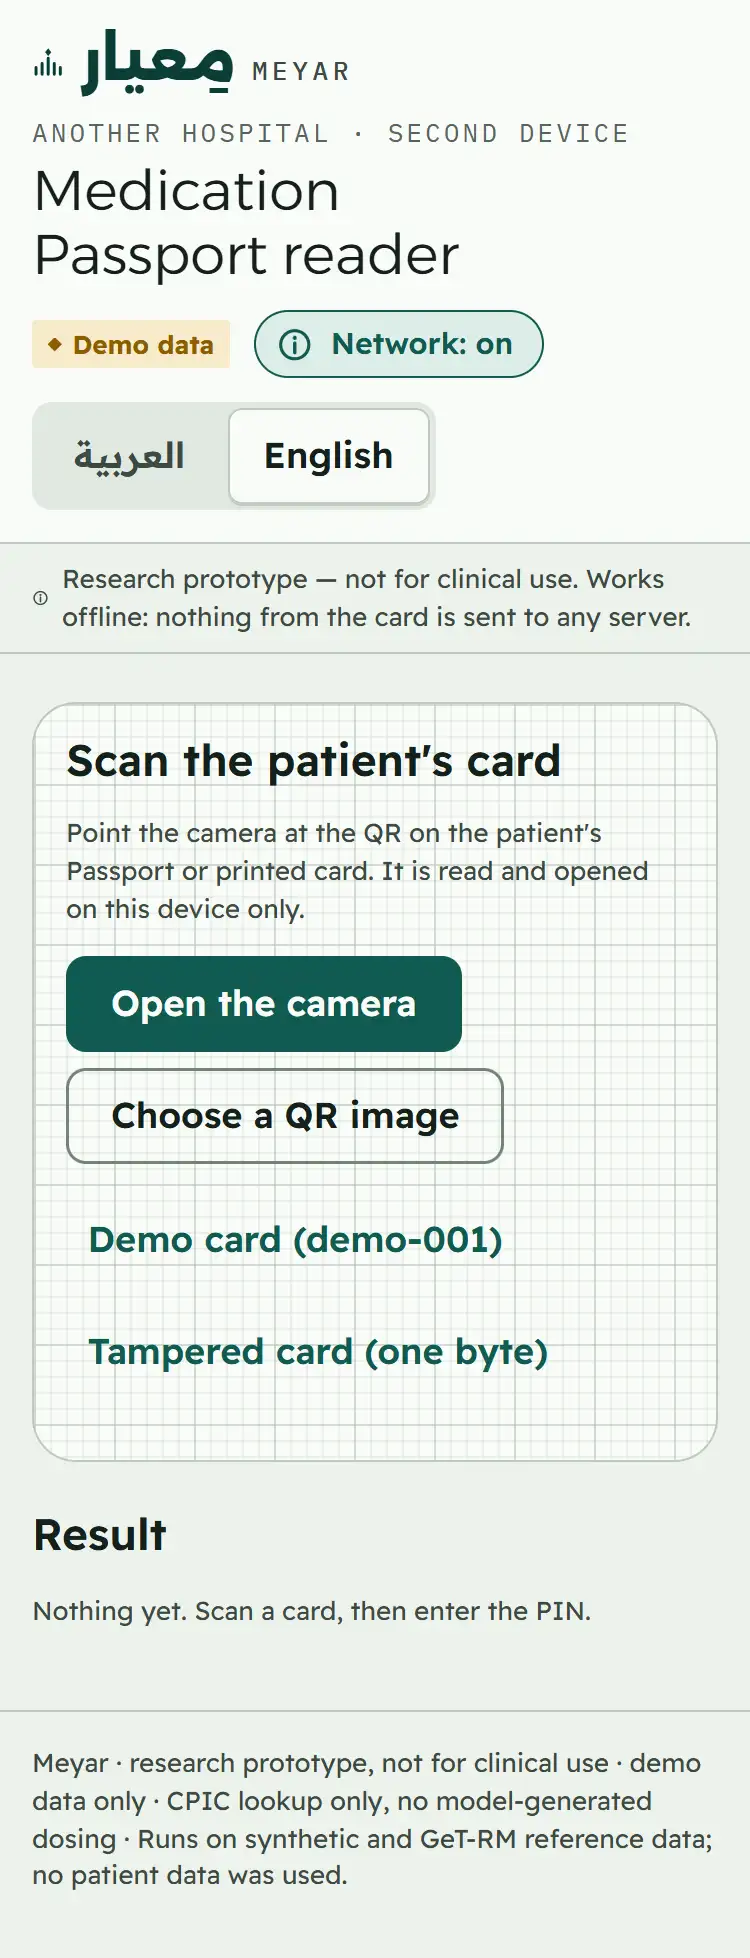 مِعيار MEYAR
ANOTHER HOSPITAL · SECOND DEVICE
Medication
Passport reader
◆ Demo data
Network: on
العربية
English
Research prototype — not for clinical use. Works
offline: nothing from the card is sent to any server.
Scan the patient's card
Point the camera at the QR on the patient's
Passport or printed card. It is read and opened
on this device only.
Open the camera
Choose a QR image
Demo card (demo-001)
Tampered card (one byte)
Result
Nothing yet. Scan a card, then enter the PIN.
Meyar · research prototype, not for clinical use · demo
data only · CPIC lookup only, no model-generated
dosing · Runs on synthetic and GeT-RM reference data;
no patient data was used.